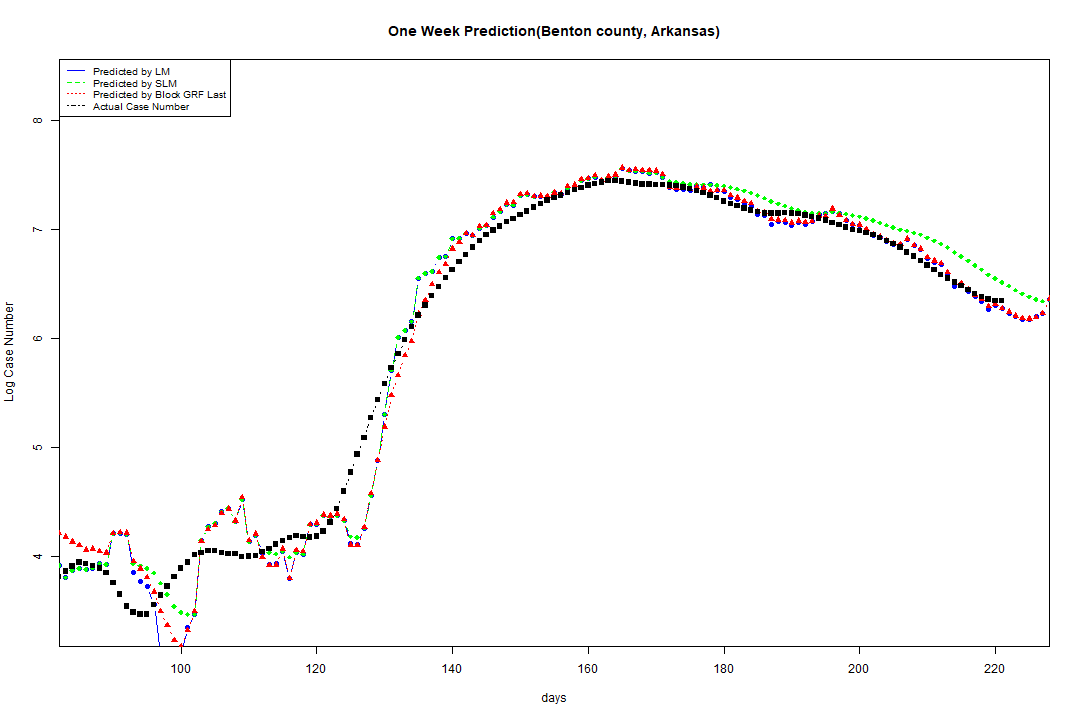 One Week Prediction(Benton county, Arkansas)
Predicted by LM
Predicted by SLM
Predicted by Block GRF Last
Actual Case Number
8
7
6
5
4
Log Case Number
100 120 140 160 180 200 220
days